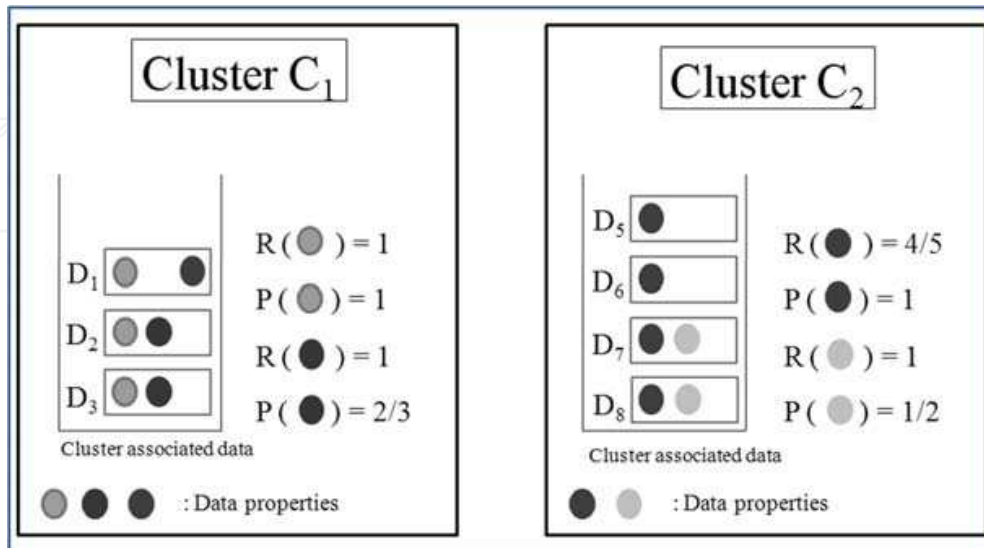 Cluster C₁
D₁
D₂
D₃
R ( ) = 1
P ( ) = 1
R ( ) = 1
P ( ) = 2/3
Cluster associated data
: Data properties
Cluster C₂
D₅
D₆
D₇
D₈
R ( ) = 4/5
P ( ) = 1
R ( ) = 1
P ( ) = 1/2
Cluster associated data
: Data properties